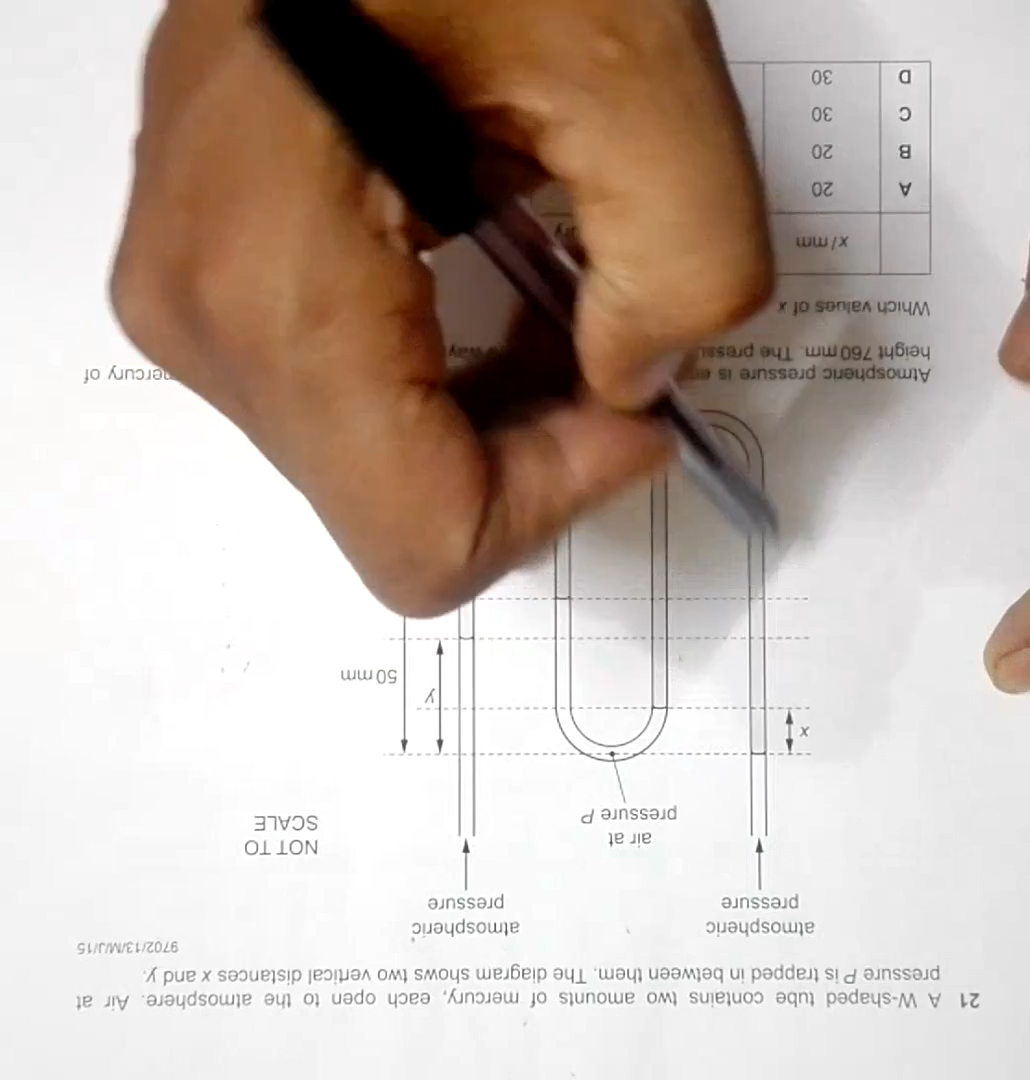 21 A W-shaped tube contains two amounts of mercury, each open to the atmosphere. Air at
pressure P is trapped in between them. The diagram shows two vertical distances x and y.
9702/13/M/J/15
atmospheric
pressure
atmospheric
pressure
air at
pressure P
NOT TO
SCALE
x
y
50 mm
Atmospheric pressure is mercury of
height 760 mm. The way
Which values of x
x/mm
A 20
B 20
C 30
D 30